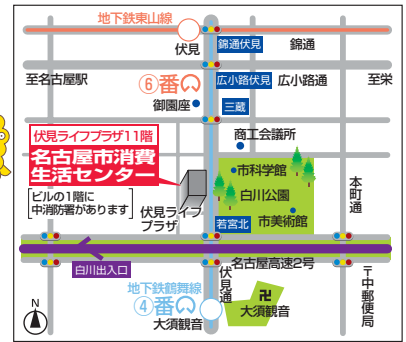 地下鉄東山線
伏見
錦通伏見
錦通
至名古屋駅
⑥番
広小路伏見
広小路通
至栄
御園座
三蔵
商工会議所
伏見ライフプラザ11階
名古屋市消費
生活センター
ビルの1階に
中消防署があります
伏見ライフ
プラザ
市科学館
白川公園
市美術館
本町通
若宮北
名古屋高速2号
白川出入口
伏見通
地下鉄鶴舞線
④番
大須観音
卍
大須観音
〒中郵便局
N